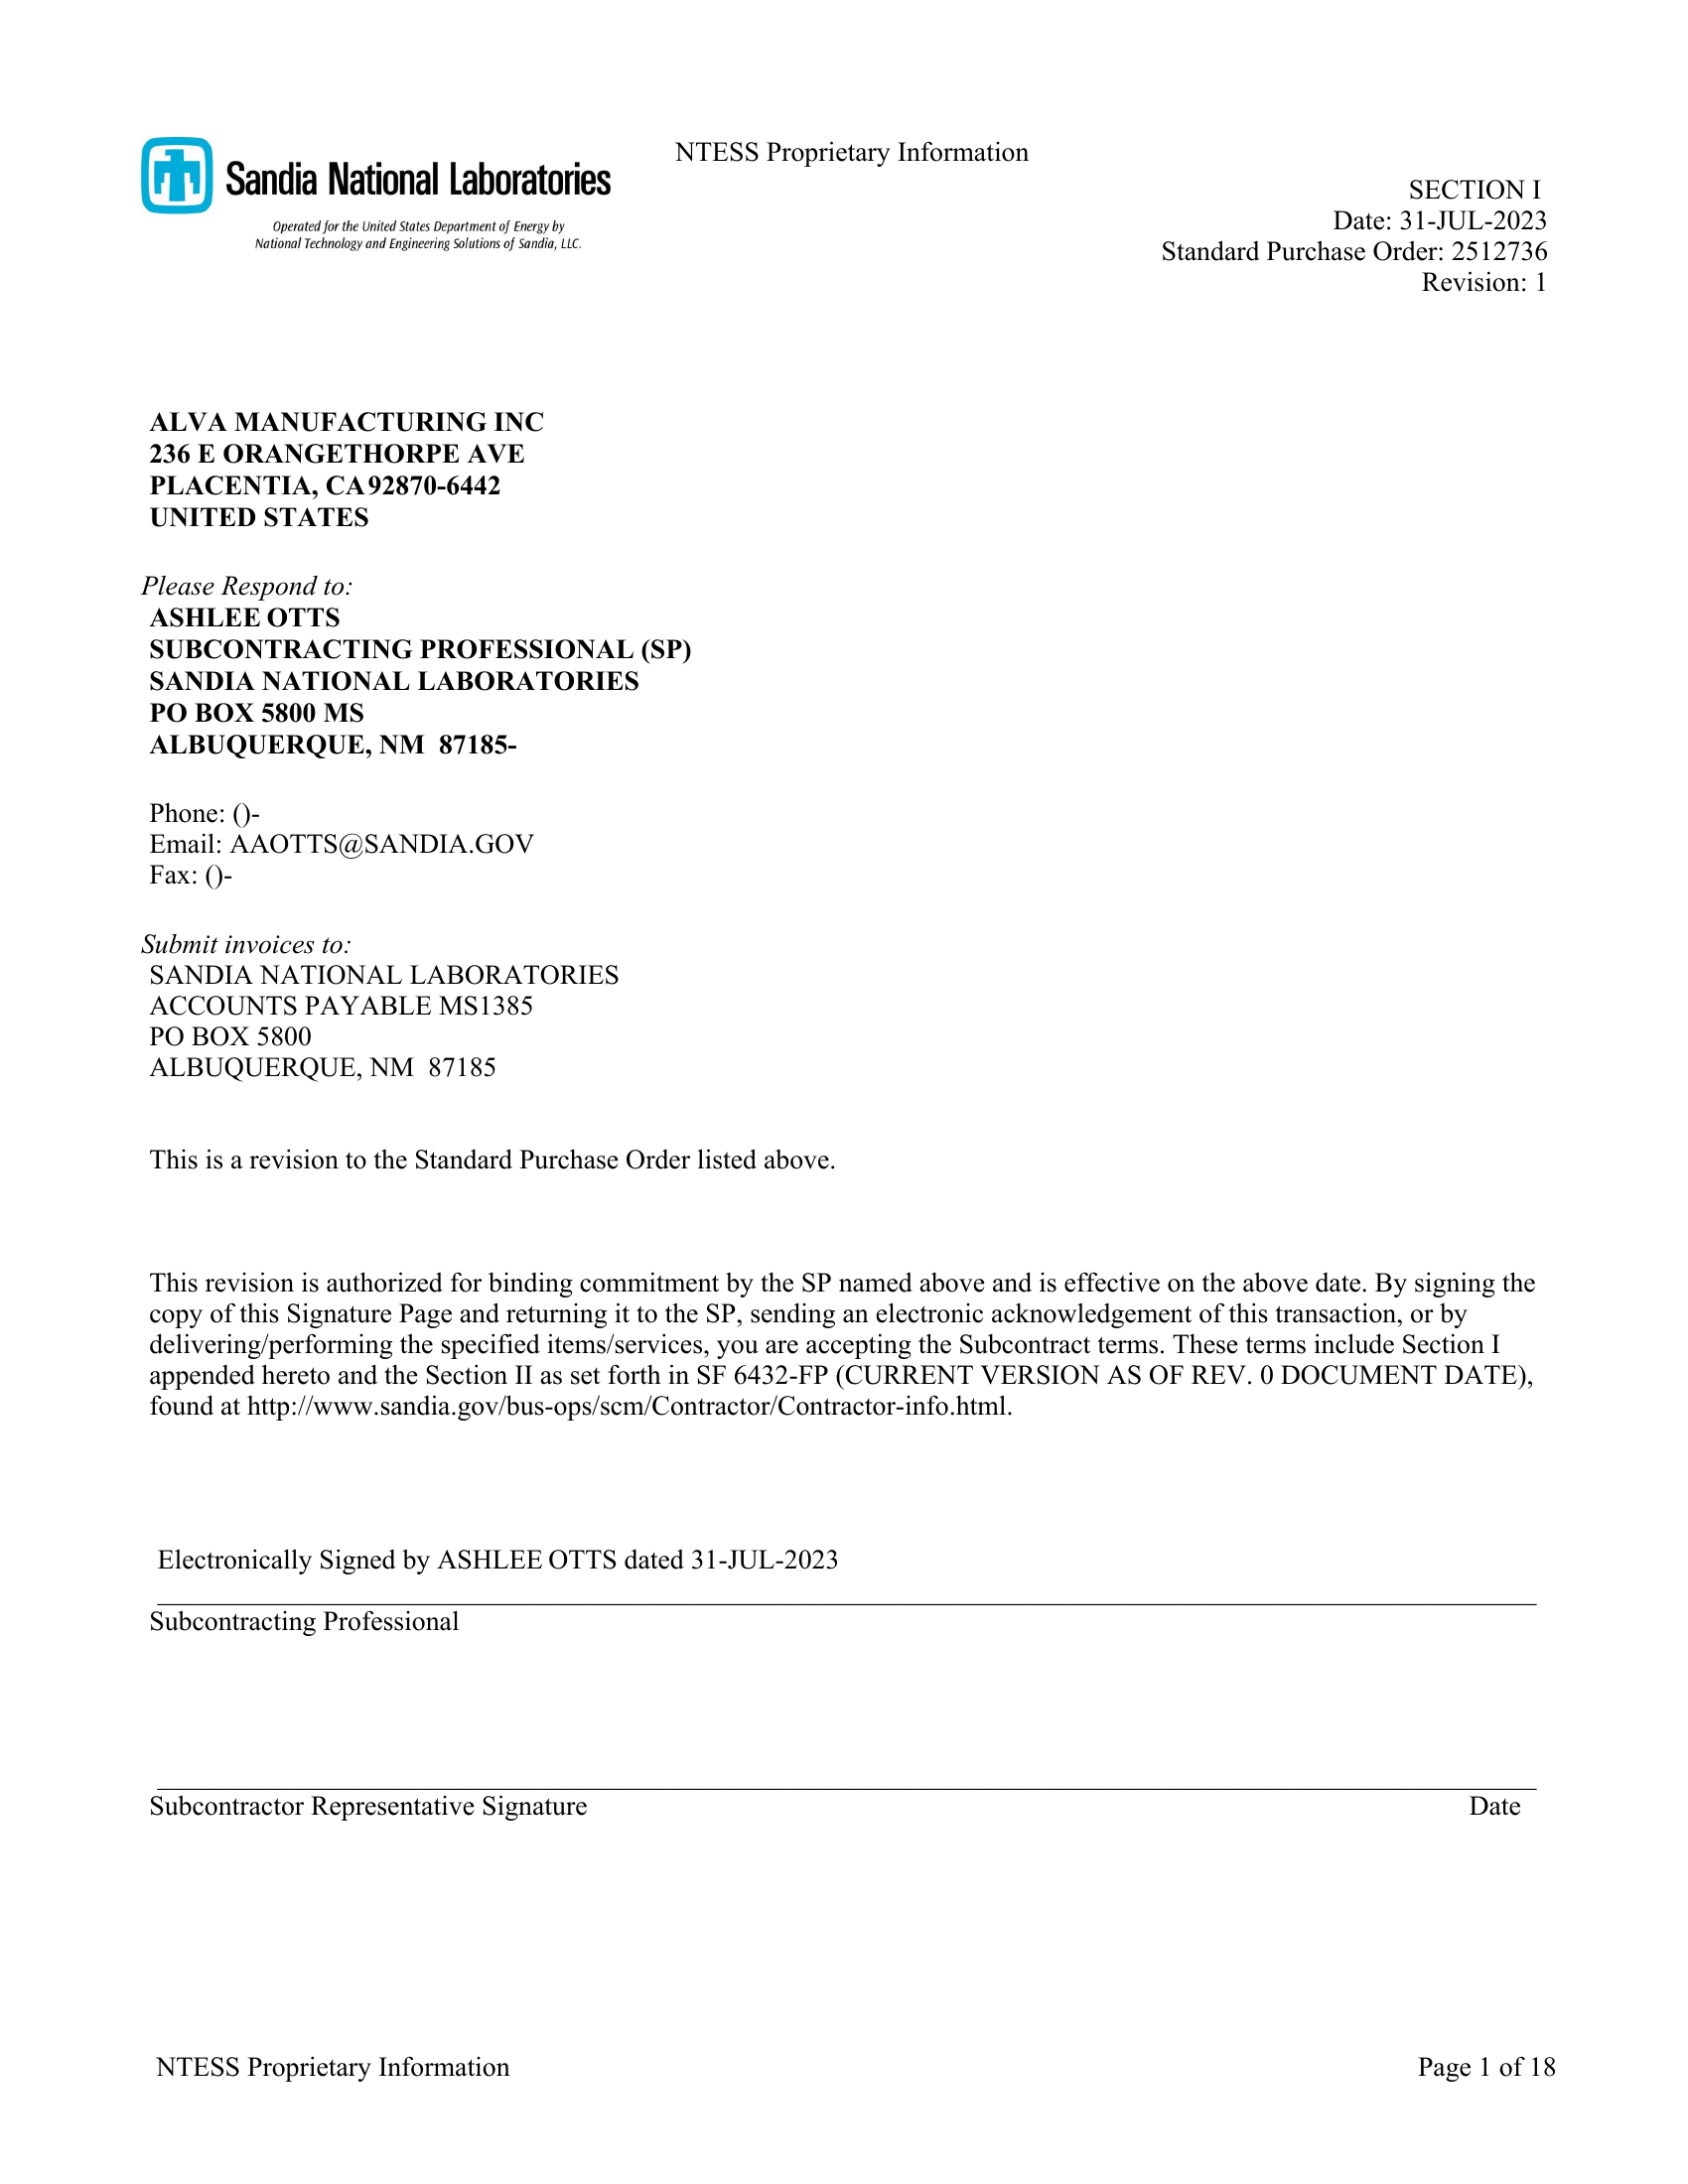 NTESS Proprietary Information
Sandia National Laboratories
Operated for the United States Department of Energy by
National Technology and Engineering Solutions of Sandia, LLC.
SECTION I
Date: 31-JUL-2023
Standard Purchase Order: 2512736
Revision: 1
ALVA MANUFACTURING INC
236 E ORANGETHORPE AVE
PLACENTIA, CA 92870-6442
UNITED STATES
Please Respond to:
ASHLEE OTTS
SUBCONTRACTING PROFESSIONAL (SP)
SANDIA NATIONAL LABORATORIES
PO BOX 5800 MS
ALBUQUERQUE, NM  87185-
Phone: ()-
Email: AAOTTS@SANDIA.GOV
Fax: ()-
Submit invoices to:
SANDIA NATIONAL LABORATORIES
ACCOUNTS PAYABLE MS1385
PO BOX 5800
ALBUQUERQUE, NM  87185
This is a revision to the Standard Purchase Order listed above.
This revision is authorized for binding commitment by the SP named above and is effective on the above date. By signing the
copy of this Signature Page and returning it to the SP, sending an electronic acknowledgement of this transaction, or by
delivering/performing the specified items/services, you are accepting the Subcontract terms. These terms include Section I
appended hereto and the Section II as set forth in SF 6432-FP (CURRENT VERSION AS OF REV. 0 DOCUMENT DATE),
found at http://www.sandia.gov/bus-ops/scm/Contractor/Contractor-info.html.
Electronically Signed by ASHLEE OTTS dated 31-JUL-2023
Subcontracting Professional
Subcontractor Representative Signature Date
NTESS Proprietary Information Page 1 of 18